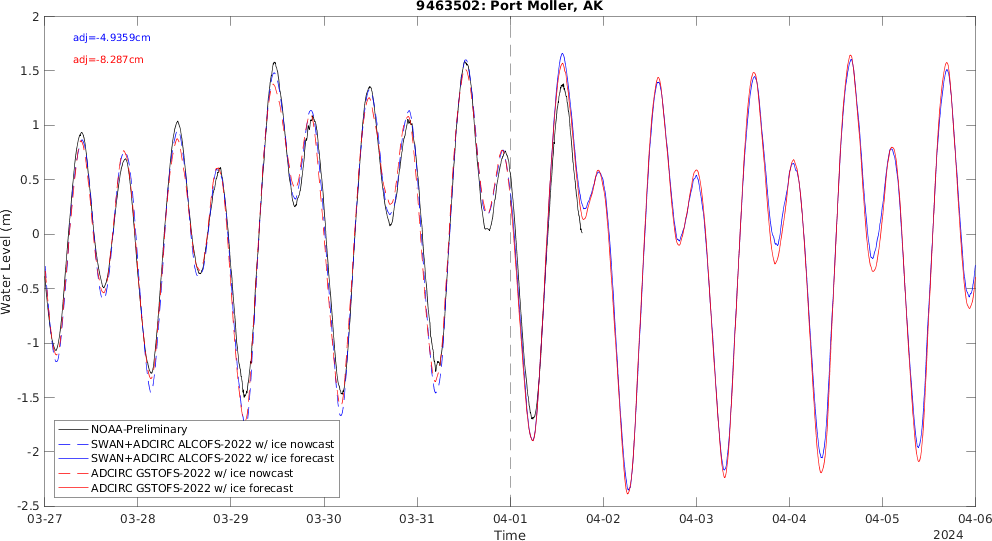 9463502: Port Moller, AK
adj=-4.9359cm
adj=-8.287cm
2
1.5
1
0.5
0
-0.5
-1
-1.5
-2
-2.5
Water Level (m)
NOAA-Preliminary
SWAN+ADCIRC ALCOFS-2022 w/ ice nowcast
SWAN+ADCIRC ALCOFS-2022 w/ ice forecast
ADCIRC GSTOFS-2022 w/ ice nowcast
ADCIRC GSTOFS-2022 w/ ice forecast
03-27 03-28 03-29 03-30 03-31 04-01 04-02 04-03 04-04 04-05 04-06
Time
2024